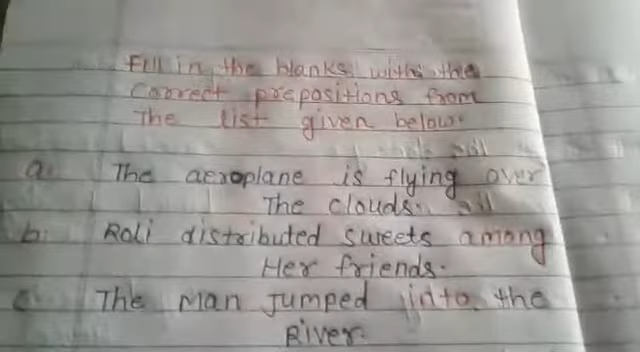 Fill in the blanks with the
Correct prepositions from
The list given below.
a. The aeroplane is flying over
The clouds.
b. Roli distributed sweets among
Her friends.
c. The Man Jumped into the
River.